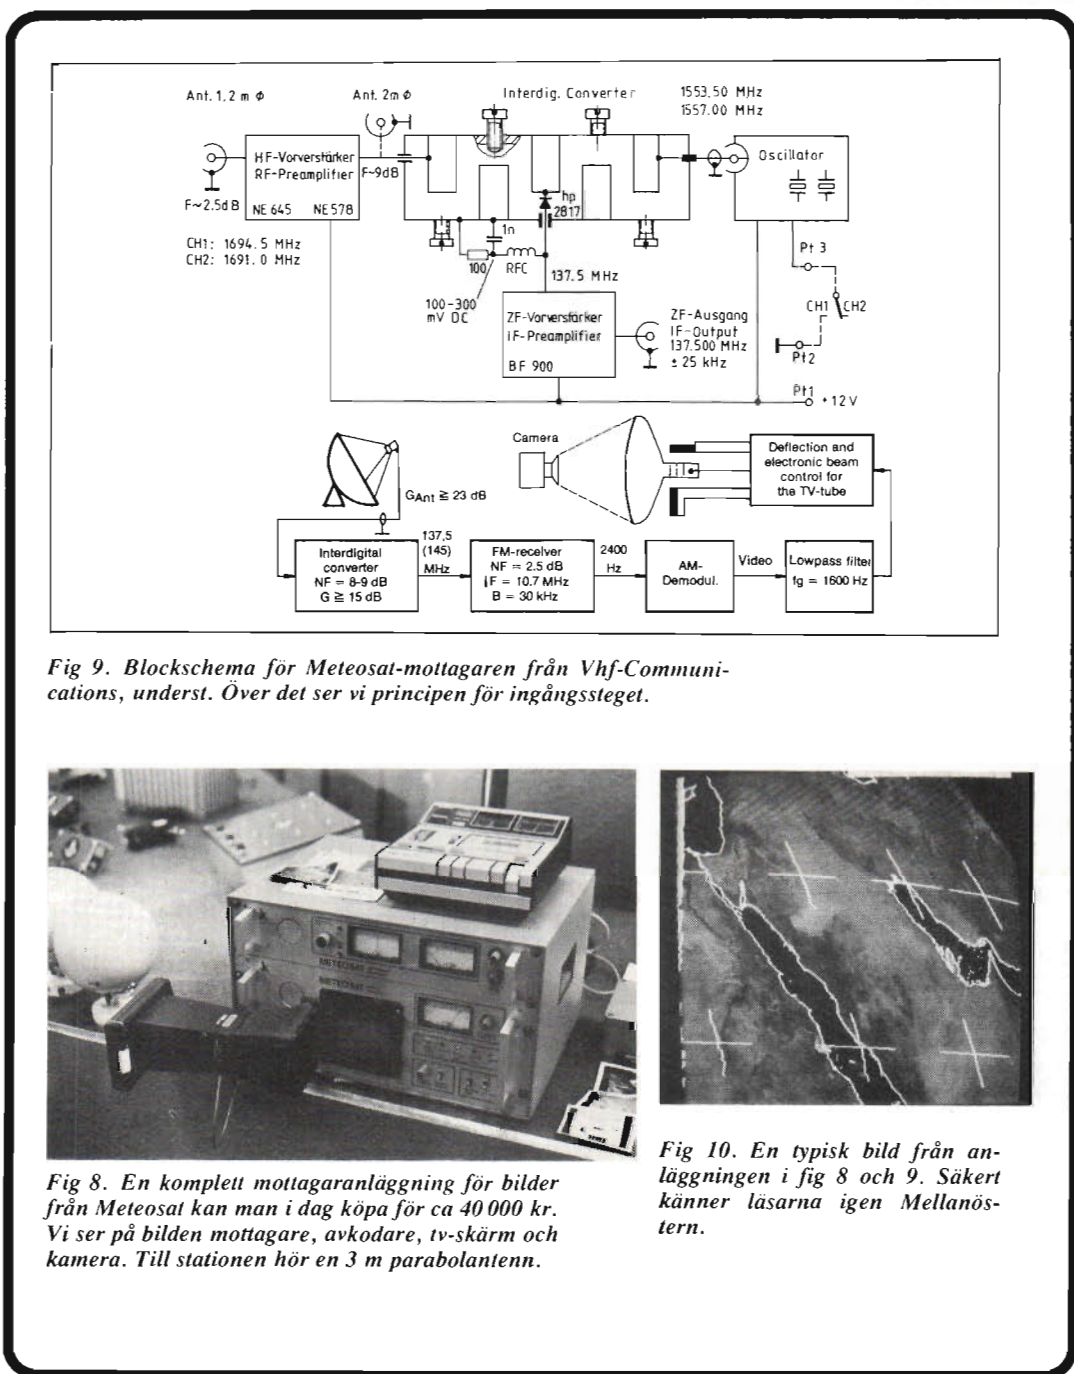 Ant. 1,2 m ϕ
Ant. 2m ϕ
Interdig. Converter
1553,50 MHz
1557.00 MHz
HF-Vorverstärker
RF-Preamplifier
NE 645 NE 578
F~2.5dB
F~9dB
CH1: 1694.5 MHz
CH2: 1691.0 MHz
hp
2817
1n
100
RFC
100-300
mV DC
137.5 MHz
Oscillator
Pt 3
CH1 CH2
Pt2
Pt1
+12V
ZF-Vorverstärker
IF-Preamplifier
BF 900
ZF-Ausgang
IF-Output
137.500 MHz
± 25 kHz
Camera
Deflection and
electronic beam
control for
the TV-tube
GAnt ≧ 23 dB
Interdigital
converter
NF = 8-9 dB
G ≧ 15 dB
137,5
(145)
MHz
FM-receiver
NF = 2.5 dB
IF = 10.7 MHz
B = 30 kHz
2400
Hz
AM-
Demodul.
Video
Lowpass filter
fg = 1600 Hz
Fig 9. Blockschema för Meteosat-mottagaren från Vhf-Communi-
cations, underst. Över det ser vi principen för ingångssteget.
METEOSAT
METEOSAT
Fig 8. En komplett mottagaranläggning för bilder
från Meteosat kan man i dag köpa för ca 40 000 kr.
Vi ser på bilden mottagare, avkodare, tv-skärm och
kamera. Till stationen hör en 3 m parabolantenn.
Fig 10. En typisk bild från an-
läggningen i fig 8 och 9. Säkert
känner läsarna igen Mellanös-
tern.